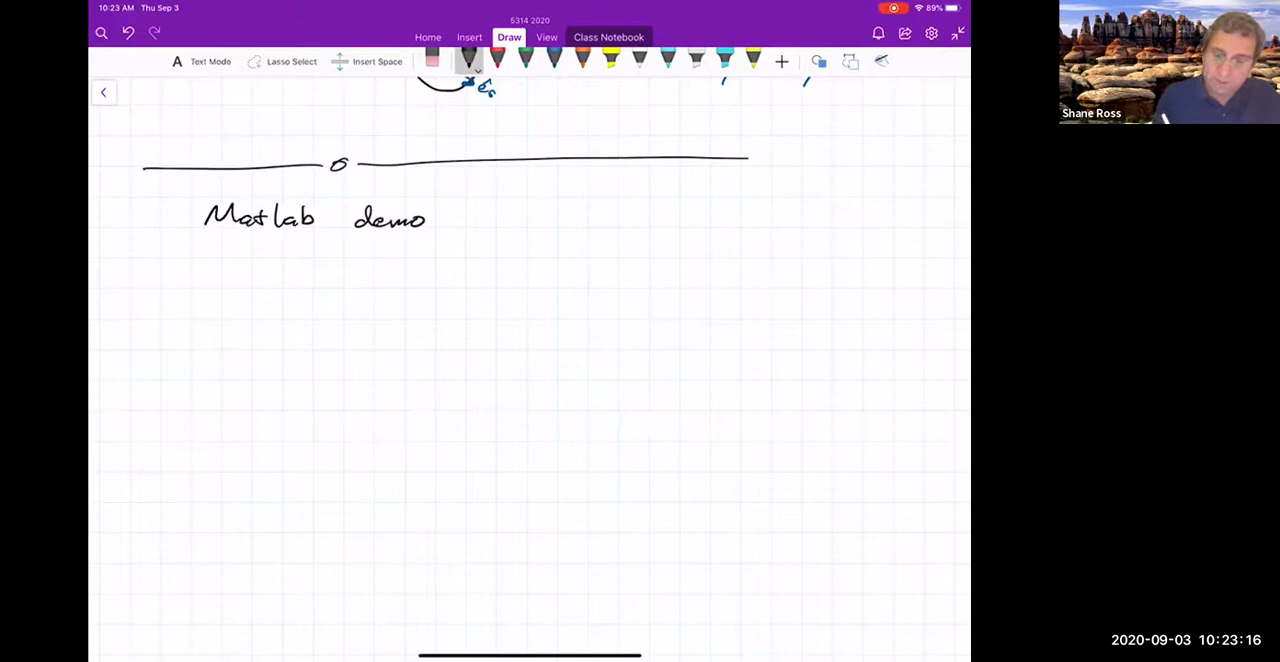 10:23 AM Thu Sep 3
89%
5314 2020
Home Insert Draw View Class Notebook
A Text Mode Lasso Select Insert Space
Shane Ross
Matlab demo
2020-09-03 10:23:16